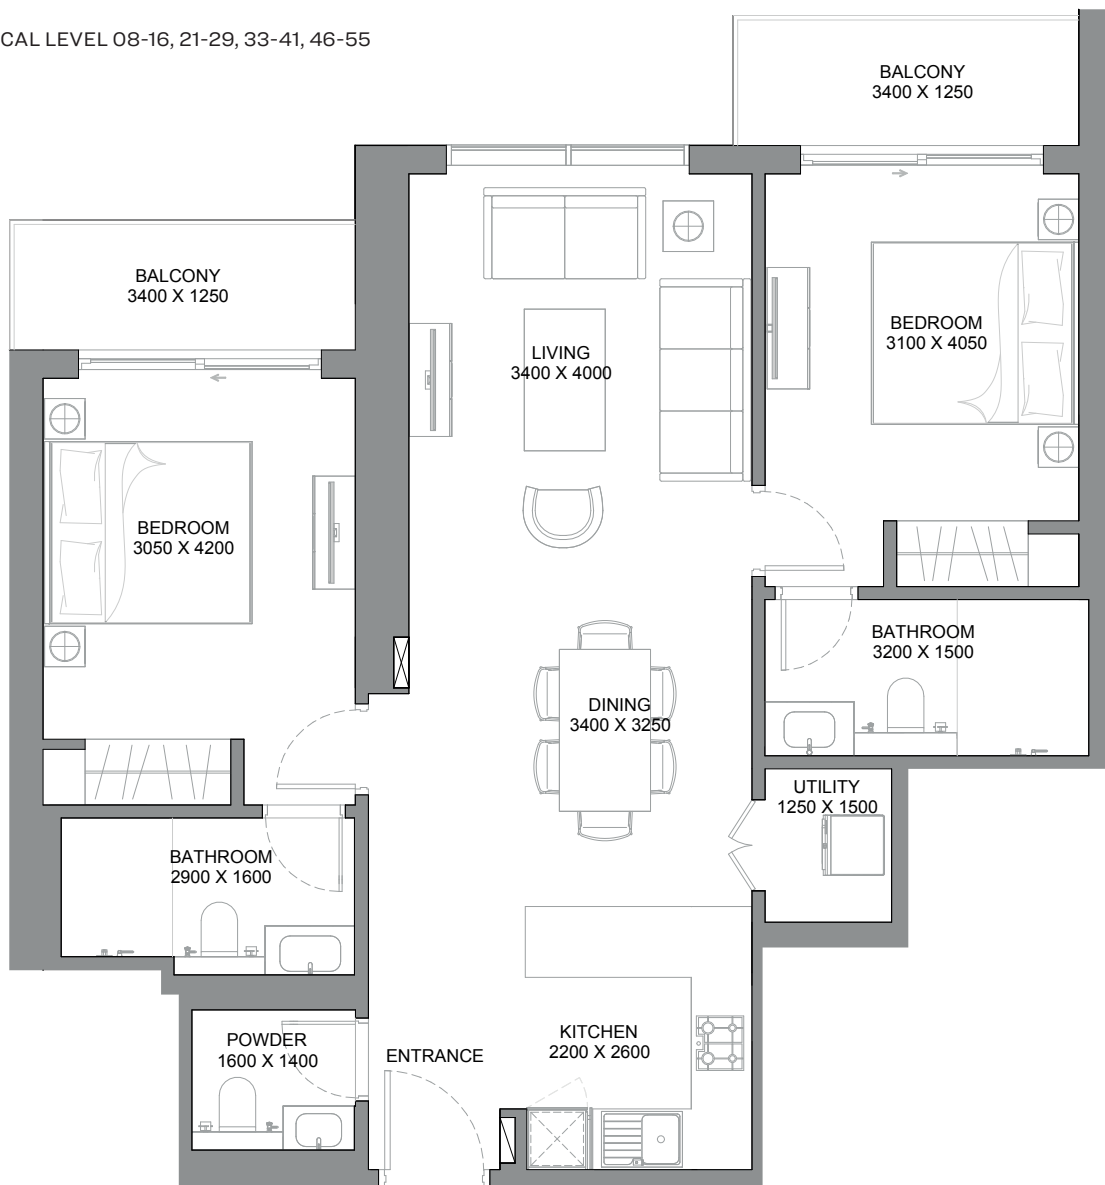 CAL LEVEL 08-16, 21-29, 33-41, 46-55
BALCONY
3400 X 1250
BALCONY
3400 X 1250
LIVING
3400 X 4000
BEDROOM
3100 X 4050
BEDROOM
3050 X 4200
BATHROOM
3200 X 1500
DINING
3400 X 3250
UTILITY
1250 X 1500
BATHROOM
2900 X 1600
POWDER
1600 X 1400
ENTRANCE
KITCHEN
2200 X 2600